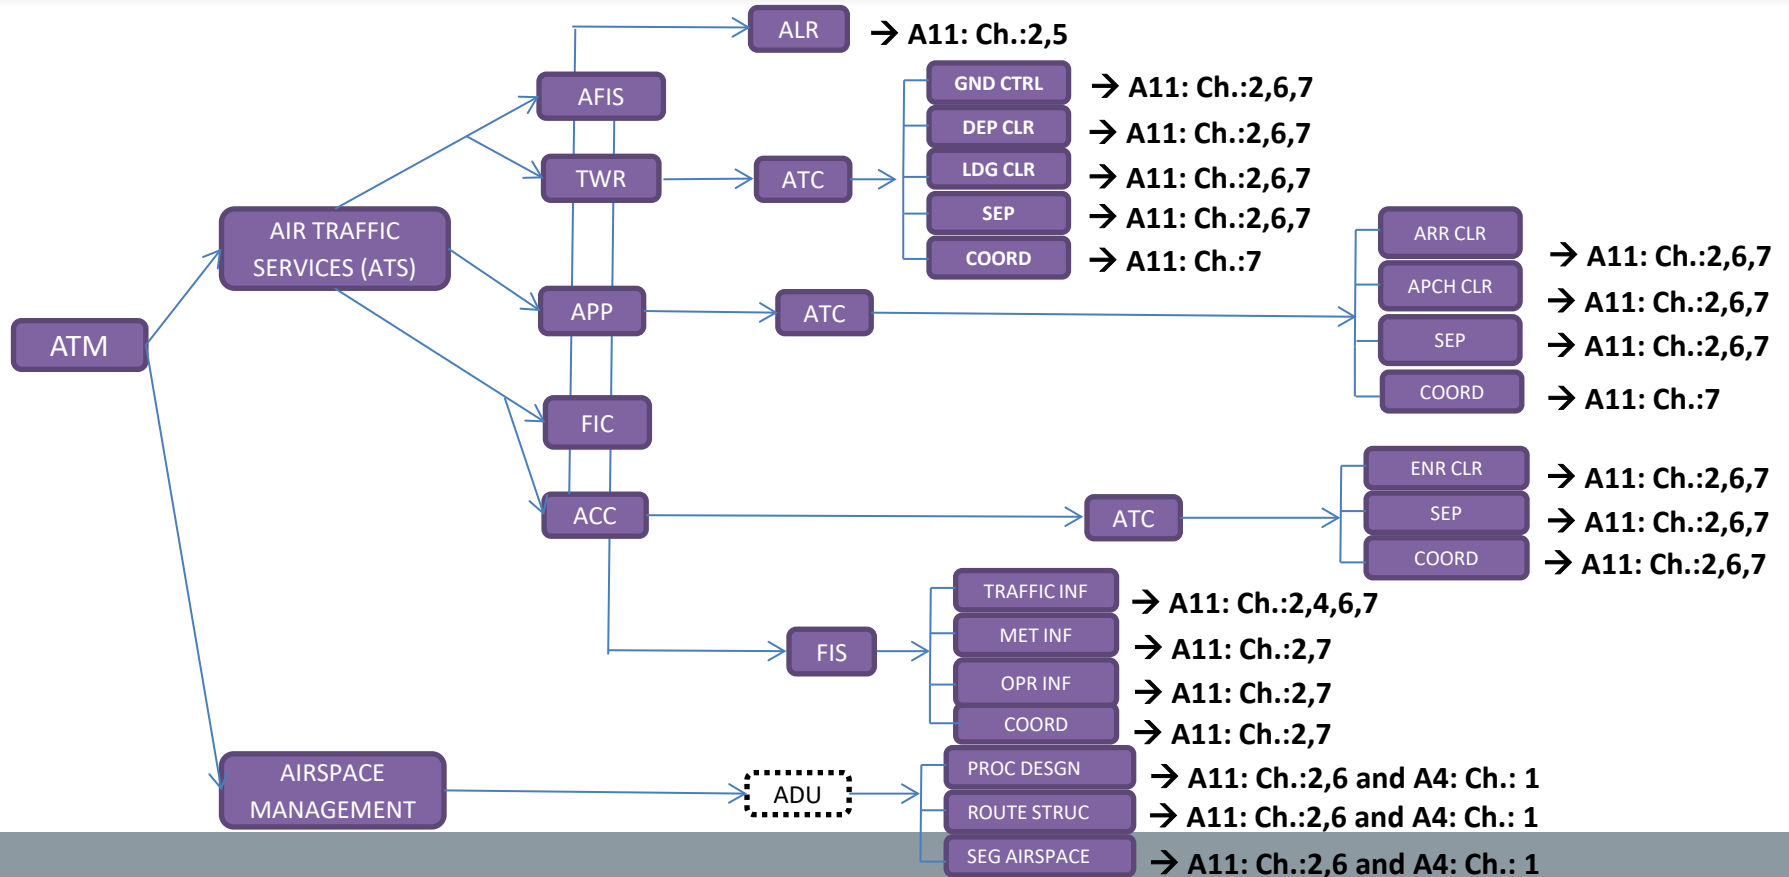 ALR
→ A11: Ch.:2,5
AFIS
GND CTRL
→ A11: Ch.:2,6,7
DEP CLR
→ A11: Ch.:2,6,7
TWR
ATC
LDG CLR
→ A11: Ch.:2,6,7
SEP
→ A11: Ch.:2,6,7
COORD
→ A11: Ch.:7
AIR TRAFFIC
SERVICES (ATS)
ARR CLR
→ A11: Ch.:2,6,7
APCH CLR
→ A11: Ch.:2,6,7
APP
ATC
SEP
→ A11: Ch.:2,6,7
COORD
→ A11: Ch.:7
ATM
FIC
ENR CLR
→ A11: Ch.:2,6,7
ACC
ATC
SEP
→ A11: Ch.:2,6,7
COORD
→ A11: Ch.:2,6,7
TRAFFIC INF
→ A11: Ch.:2,4,6,7
MET INF
→ A11: Ch.:2,7
FIS
OPR INF
→ A11: Ch.:2,7
COORD
→ A11: Ch.:2,7
AIRSPACE
MANAGEMENT
ADU
PROC DESGN
→ A11: Ch.:2,6 and A4: Ch.: 1
ROUTE STRUC
→ A11: Ch.:2,6 and A4: Ch.: 1
SEG AIRSPACE
→ A11: Ch.:2,6 and A4: Ch.: 1